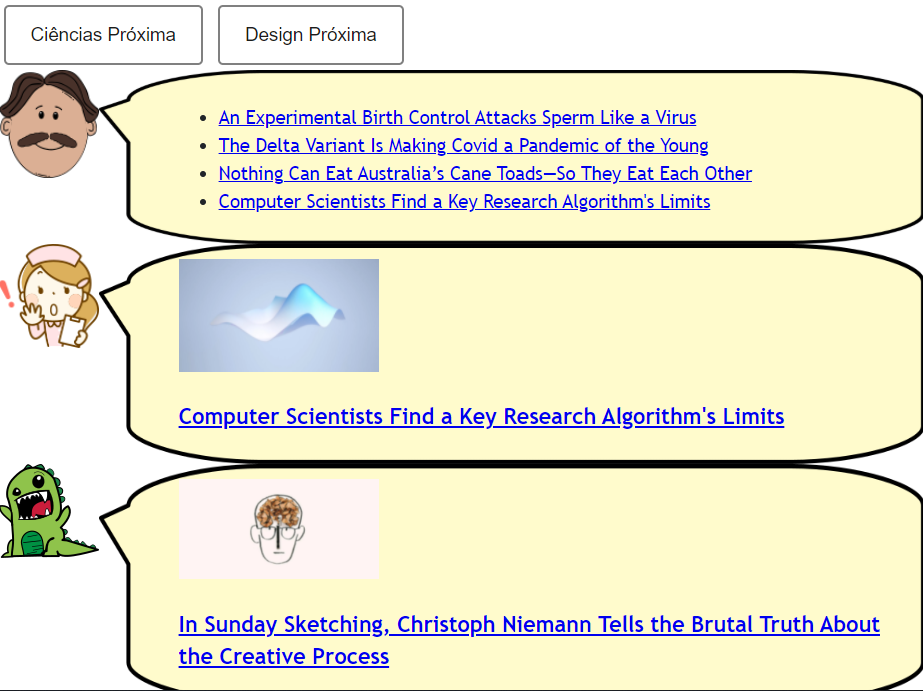 Ciências Próxima
Design Próxima
An Experimental Birth Control Attacks Sperm Like a Virus
The Delta Variant Is Making Covid a Pandemic of the Young
Nothing Can Eat Australia’s Cane Toads—So They Eat Each Other
Computer Scientists Find a Key Research Algorithm's Limits
Computer Scientists Find a Key Research Algorithm's Limits
In Sunday Sketching, Christoph Niemann Tells the Brutal Truth About
the Creative Process